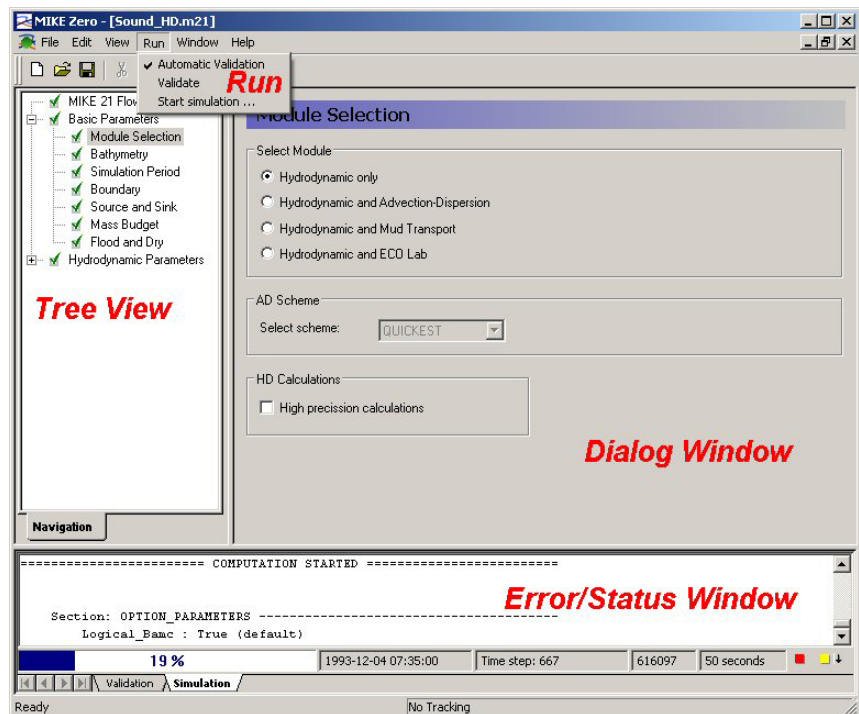 MIKE Zero - [Sound_HD.m21]
File Edit View Run Window Help
Automatic Validation
Validate
Start simulation ...
Run
MIKE 21 Flow
Basic Parameters
Module Selection
Bathymetry
Simulation Period
Boundary
Source and Sink
Mass Budget
Flood and Dry
Hydrodynamic Parameters
Tree View
Navigation
Module Selection
Select Module
Hydrodynamic only
Hydrodynamic and Advection-Dispersion
Hydrodynamic and Mud Transport
Hydrodynamic and ECO Lab
AD Scheme
Select scheme: QUICKEST
HD Calculations
High precission calculations
Dialog Window
======================== COMPUTATION STARTED =========================
Error/Status Window
Section: OPTION_PARAMETERS ----------------------------------------
Logical_Bamc : True (default)
19 % 1993-12-04 07:35:00 Time step: 667 616097 50 seconds
Validation Simulation
Ready No Tracking